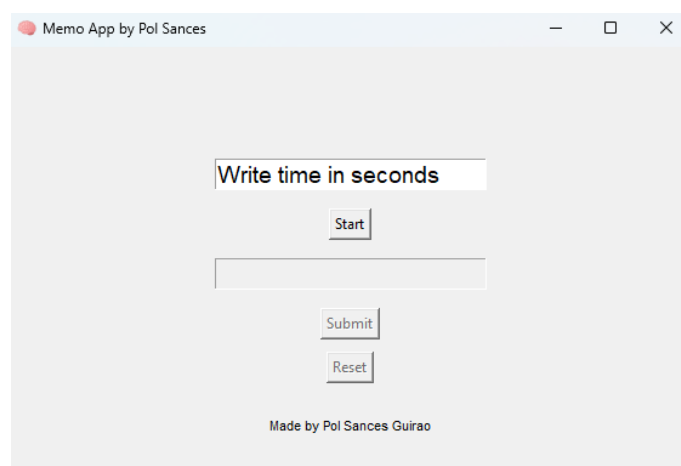 Memo App by Pol Sances
Write time in seconds
Start
Submit
Reset
Made by Pol Sances Guirao